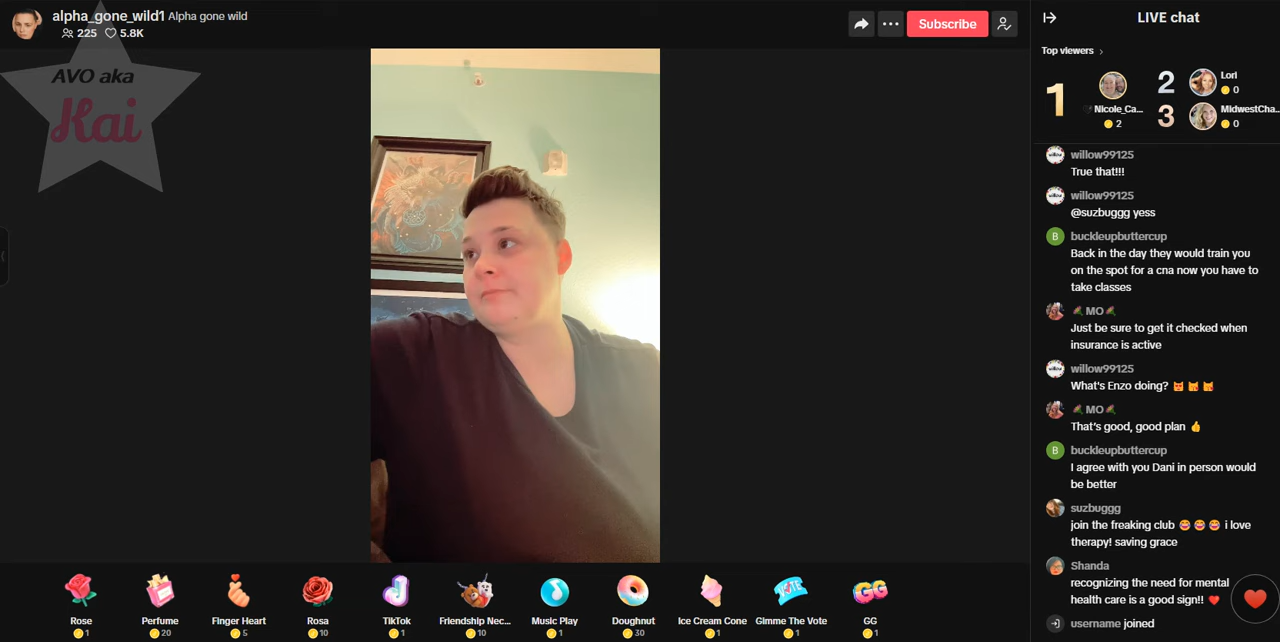 alpha_gone_wild1 Alpha gone wild
225 5.8K
Subscribe
AVO aka
Kai
LIVE chat
Top viewers
1
Nicole_Ca...
2
2
Lori
0
3
MidwestCha...
0
willow99125
True that!!!
willow99125
@suzbuggg yess
B
buckleupbuttercup
Back in the day they would train you
on the spot for a cna now you have to
take classes
MO
Just be sure to get it checked when
insurance is active
willow99125
What's Enzo doing?
MO
That's good, good plan
B
buckleupbuttercup
I agree with you Dani in person would
be better
suzbuggg
join the freaking club i love
therapy! saving grace
Shanda
recognizing the need for mental
health care is a good sign!!
username joined
VOTE
GG
Rose Perfume Finger Heart Rosa TikTok Friendship Nec... Music Play Doughnut Ice Cream Cone Gimme The Vote GG
1 20 5 10 1 10 1 30 1 1 1